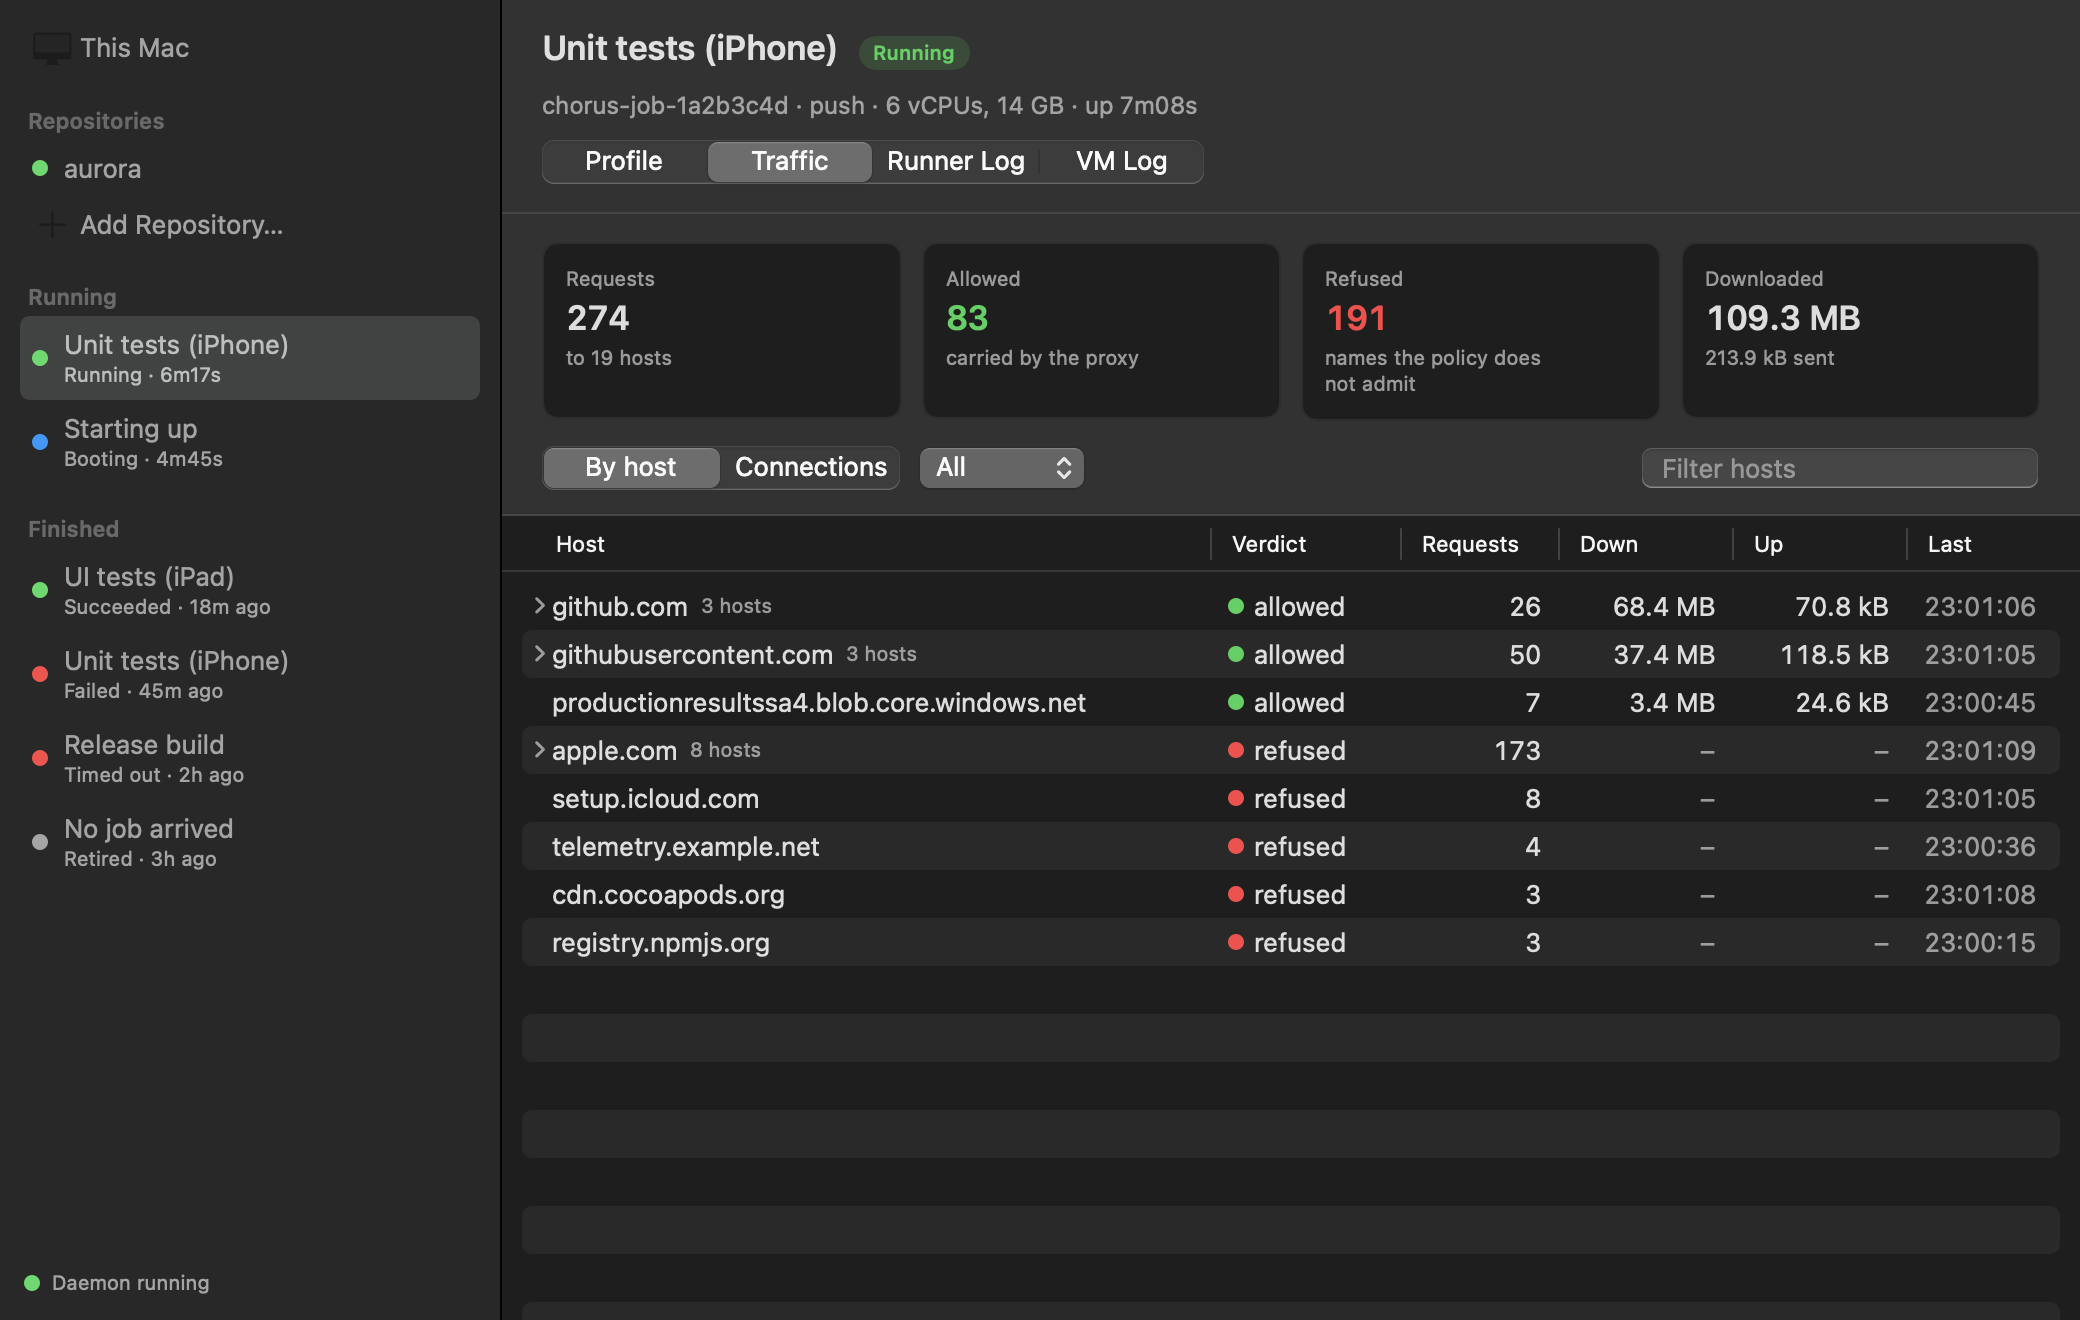 This Mac
Repositories
aurora
Add Repository...
Running
Unit tests (iPhone)
Running · 6m17s
Starting up
Booting · 4m45s
Finished
UI tests (iPad)
Succeeded · 18m ago
Unit tests (iPhone)
Failed · 45m ago
Release build
Timed out · 2h ago
No job arrived
Retired · 3h ago
Daemon running
Unit tests (iPhone) Running
chorus-job-1a2b3c4d · push · 6 vCPUs, 14 GB · up 7m08s
Profile Traffic Runner Log VM Log
Requests
274
to 19 hosts
Allowed
83
carried by the proxy
Refused
191
names the policy does
not admit
Downloaded
109.3 MB
213.9 kB sent
By host Connections All Filter hosts
Host Verdict Requests Down Up Last
github.com 3 hosts allowed 26 68.4 MB 70.8 kB 23:01:06
githubusercontent.com 3 hosts allowed 50 37.4 MB 118.5 kB 23:01:05
productionresultssa4.blob.core.windows.net allowed 7 3.4 MB 24.6 kB 23:00:45
apple.com 8 hosts refused 173 – – 23:01:09
setup.icloud.com refused 8 – – 23:01:05
telemetry.example.net refused 4 – – 23:00:36
cdn.cocoapods.org refused 3 – – 23:01:08
registry.npmjs.org refused 3 – – 23:00:15